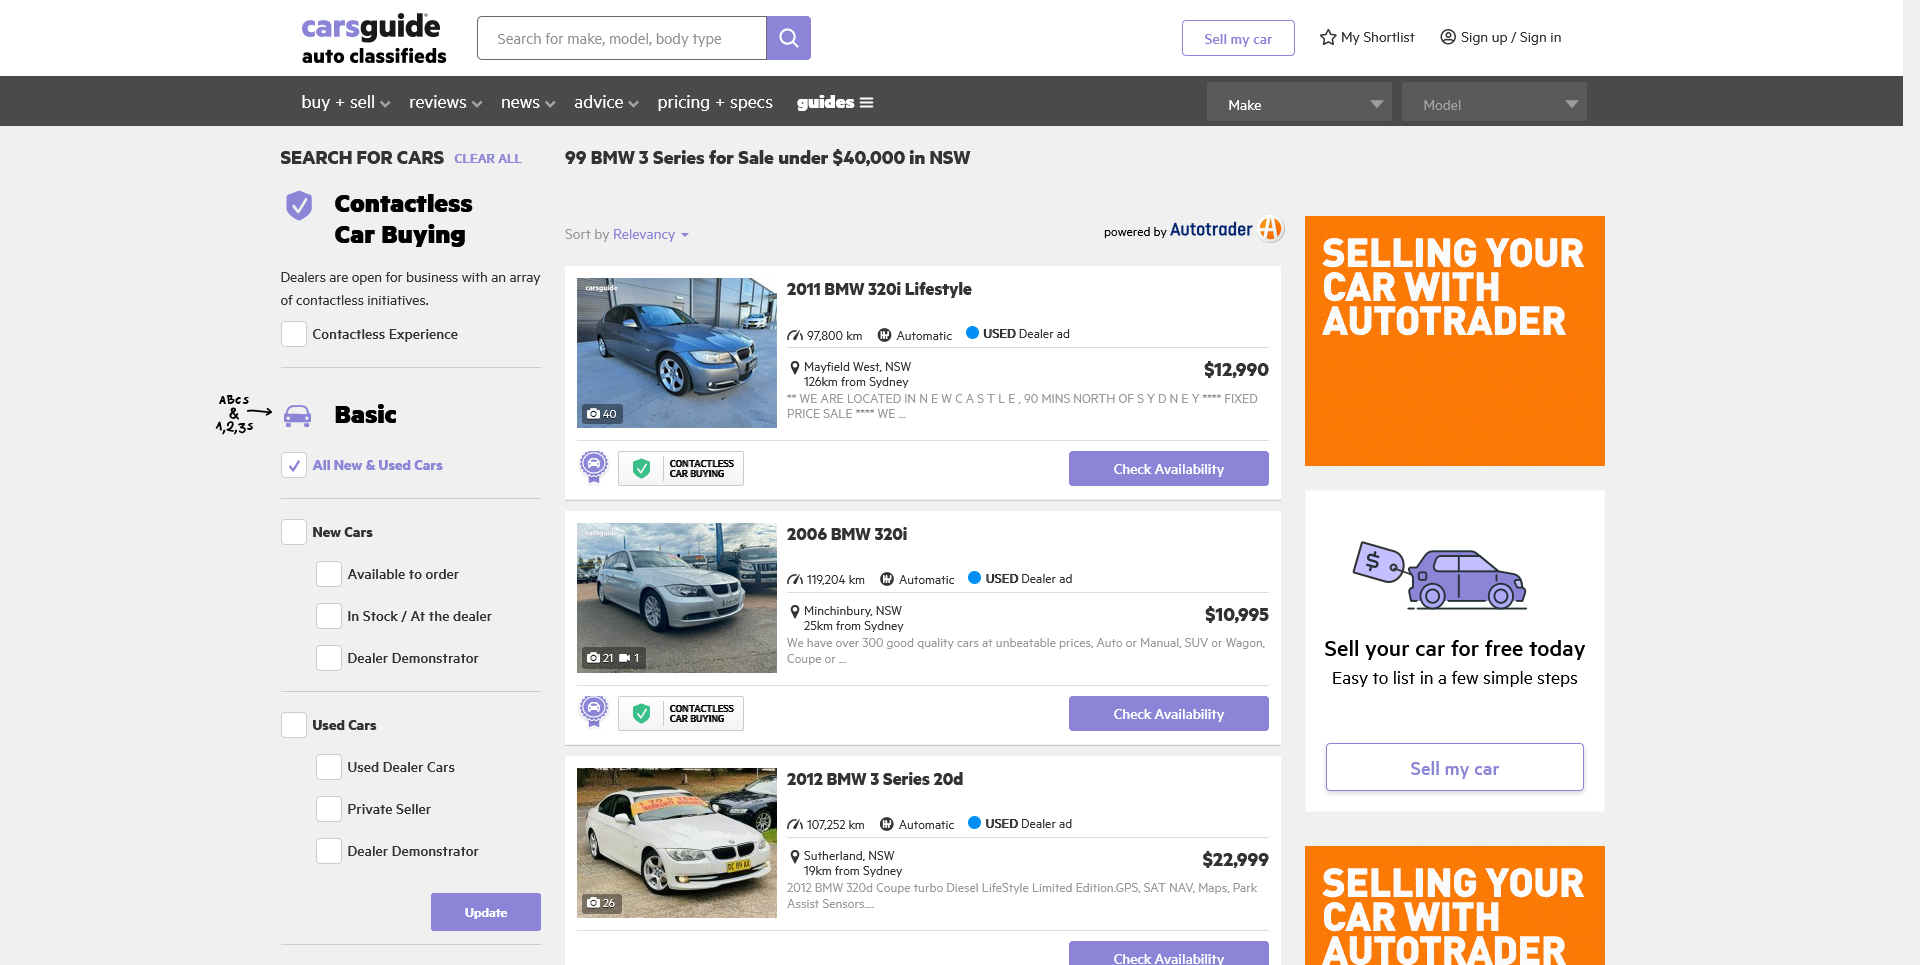 carsguide
auto classifieds
Search for make, model, body type
Sell my car
My Shortlist
Sign up / Sign in
buy + sell
reviews
news
advice
pricing + specs
guides
Make
Model
SEARCH FOR CARS CLEAR ALL
Contactless
Car Buying
Dealers are open for business with an array
of contactless initiatives.
Contactless Experience
ABCs
&
1,2,3s
Basic
All New & Used Cars
New Cars
Available to order
In Stock / At the dealer
Dealer Demonstrator
Used Cars
Used Dealer Cars
Private Seller
Dealer Demonstrator
Update
99 BMW 3 Series for Sale under $40,000 in NSW
Sort by Relevancy
powered by Autotrader
carsguide
40
2011 BMW 320i Lifestyle
97,800 km Automatic USED Dealer ad
Mayfield West, NSW
126km from Sydney
$12,990
** WE ARE LOCATED IN N E W C A S T L E , 90 MINS NORTH OF S Y D N E Y **** FIXED
PRICE SALE **** WE ...
CONTACTLESS
CAR BUYING
Check Availability
carsguide
21 1
2006 BMW 320i
119,204 km Automatic USED Dealer ad
Minchinbury, NSW
25km from Sydney
$10,995
We have over 300 good quality cars at unbeatable prices, Auto or Manual, SUV or Wagon,
Coupe or ...
CONTACTLESS
CAR BUYING
Check Availability
26
2012 BMW 3 Series 20d
107,252 km Automatic USED Dealer ad
Sutherland, NSW
19km from Sydney
$22,999
2012 BMW 320d Coupe turbo Diesel LifeStyle Limited Edition.GPS, SAT NAV, Maps, Park
Assist Sensors....
Check Availability
SELLING YOUR
CAR WITH
AUTOTRADER
$
Sell your car for free today
Easy to list in a few simple steps
Sell my car
SELLING YOUR
CAR WITH
AUTOTRADER